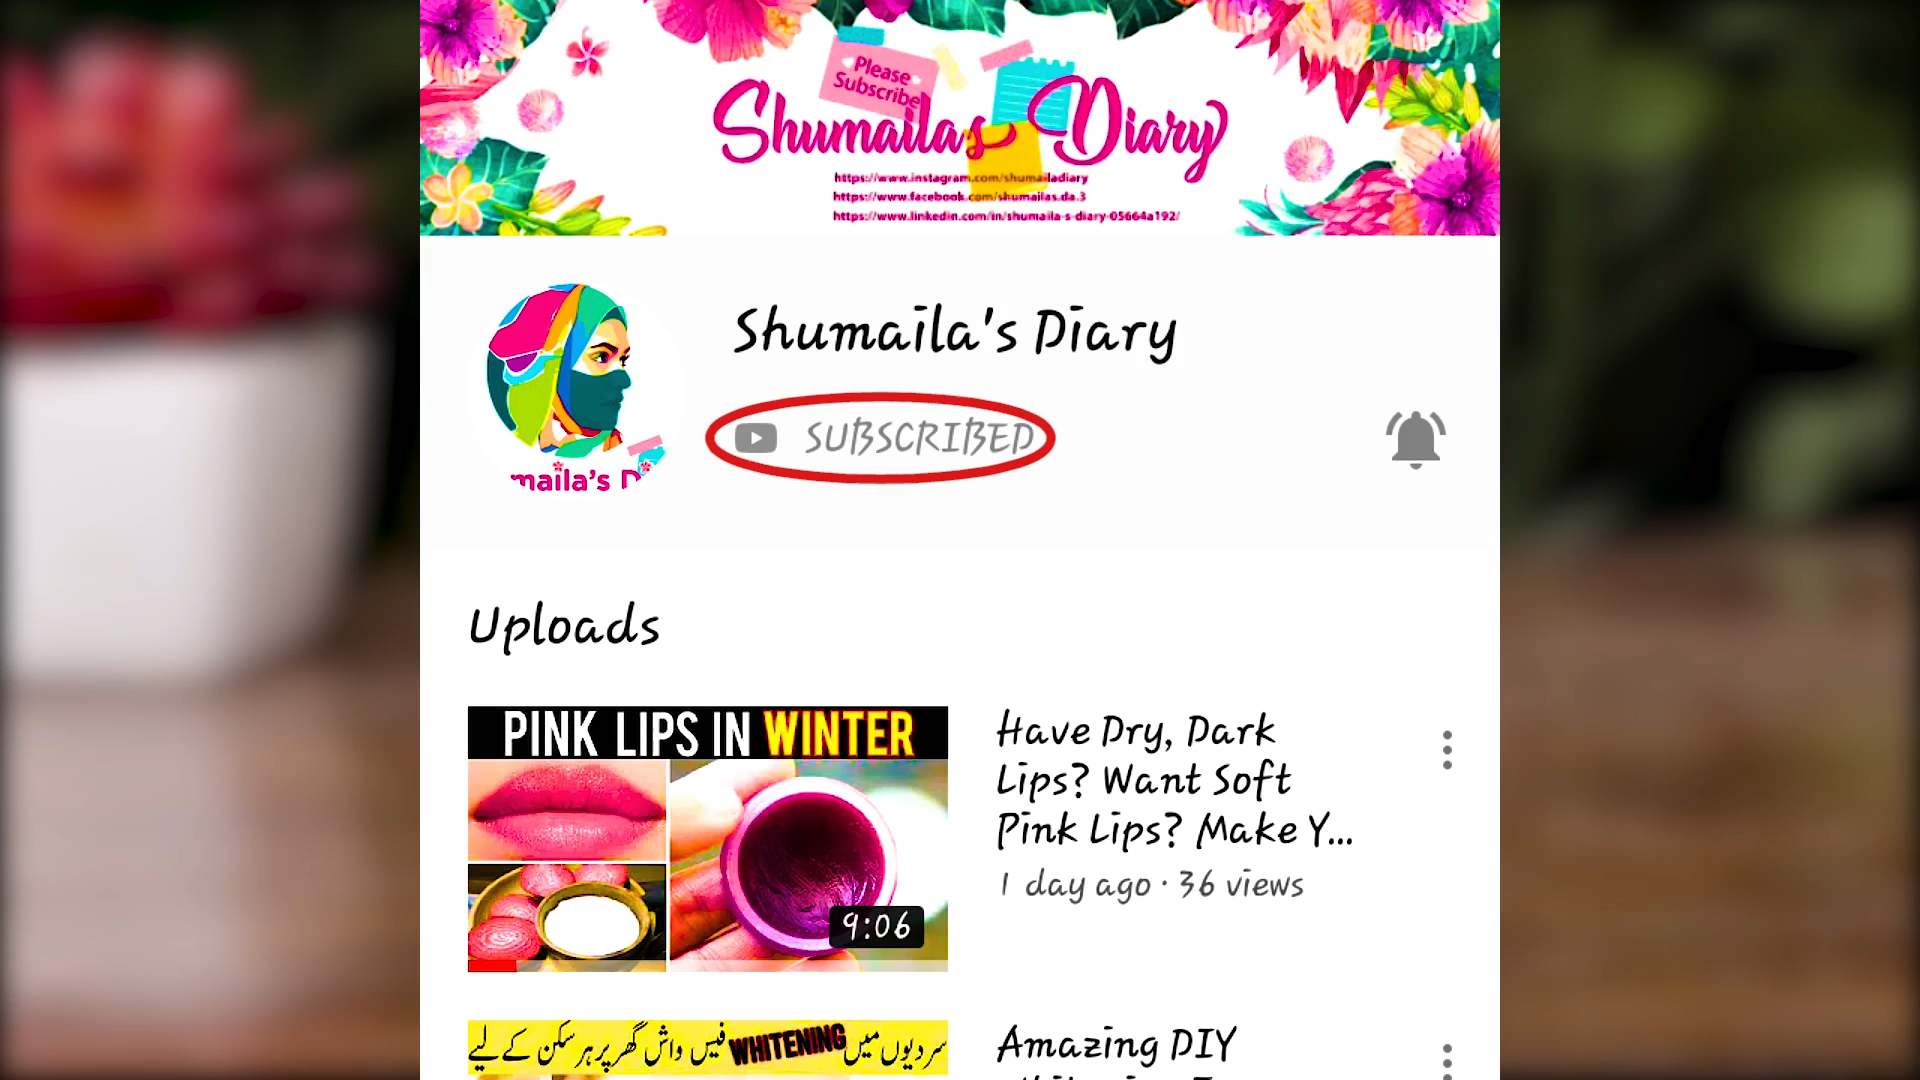 Please
Subscribe
Shumailas Diary
https://www.instagram.com/shumailadiary
https://www.facebook.com/shumailas.da.3
https://www.linkedin.com/in/shumaila-s-diary-05664a192/
maila's D
Shumaila's Diary
SUBSCRIBED
Uploads
PINK LIPS IN WINTER
9:06
Have Dry, Dark
Lips? Want Soft
Pink Lips? Make Y...
1 day ago · 36 views
سردیوں میں WHITENING فیس واش گھر پر ہر سکن کے لیے
Amazing DIY